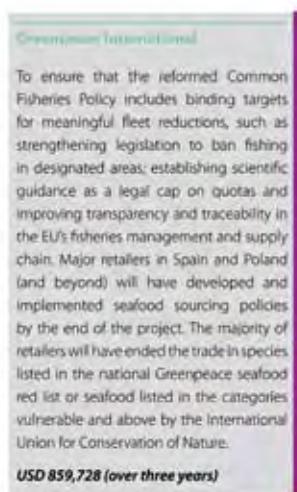 Greenpeace International
To ensure that the reformed Common
Fisheries Policy includes binding targets
for meaningful fleet reductions, such as
strengthening legislation to ban fishing
in designated areas; establishing scientific
guidance as a legal cap on quotas and
improving transparency and traceability in
the EU's fisheries management and supply
chain. Major retailers in Spain and Poland
(and beyond) will have developed and
implemented seafood sourcing policies
by the end of the project. The majority of
retailers will have ended the trade in species
listed in the national Greenpeace seafood
red list or seafood listed in the categories
vulnerable and above by the International
Union for Conservation of Nature.
USD 859,728 (over three years)